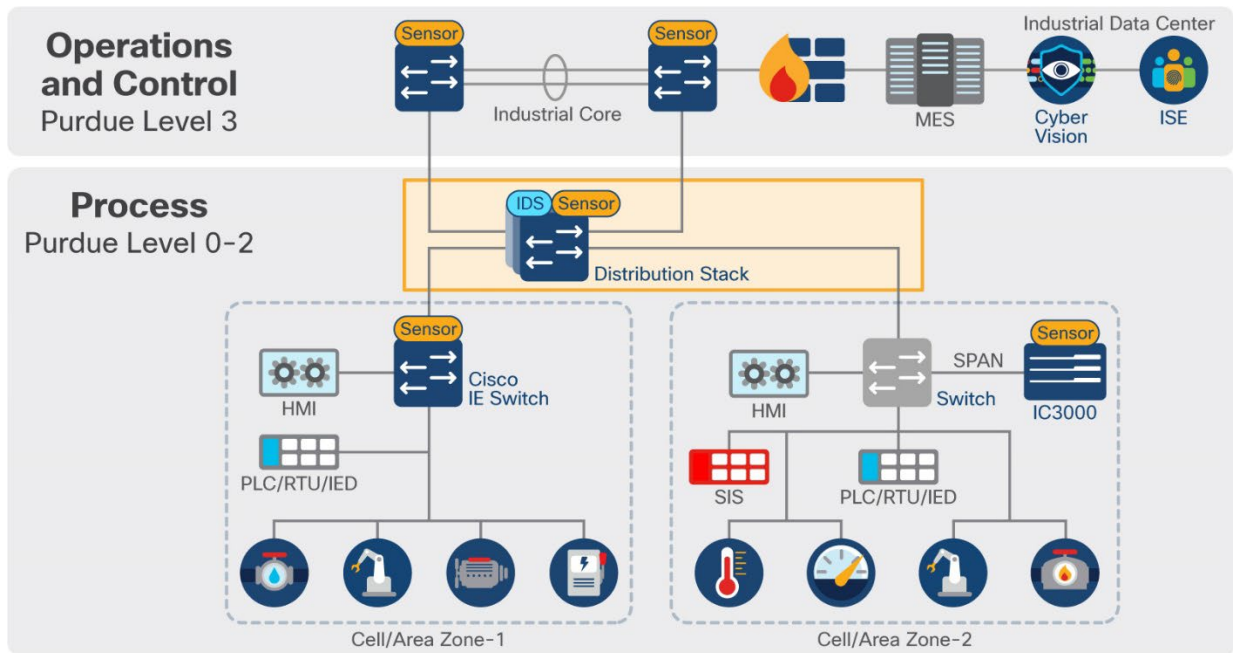 Operations
and Control
Purdue Level 3
Sensor
Sensor
Industrial Core
Industrial Data Center
MES
Cyber
Vision
ISE
Process
Purdue Level 0-2
IDS
Sensor
Distribution Stack
Sensor
HMI
Cisco
IE Switch
PLC/RTU/IED
Cell/Area Zone-1
HMI
Switch
SPAN
Sensor
IC3000
SIS
PLC/RTU/IED
Cell/Area Zone-2